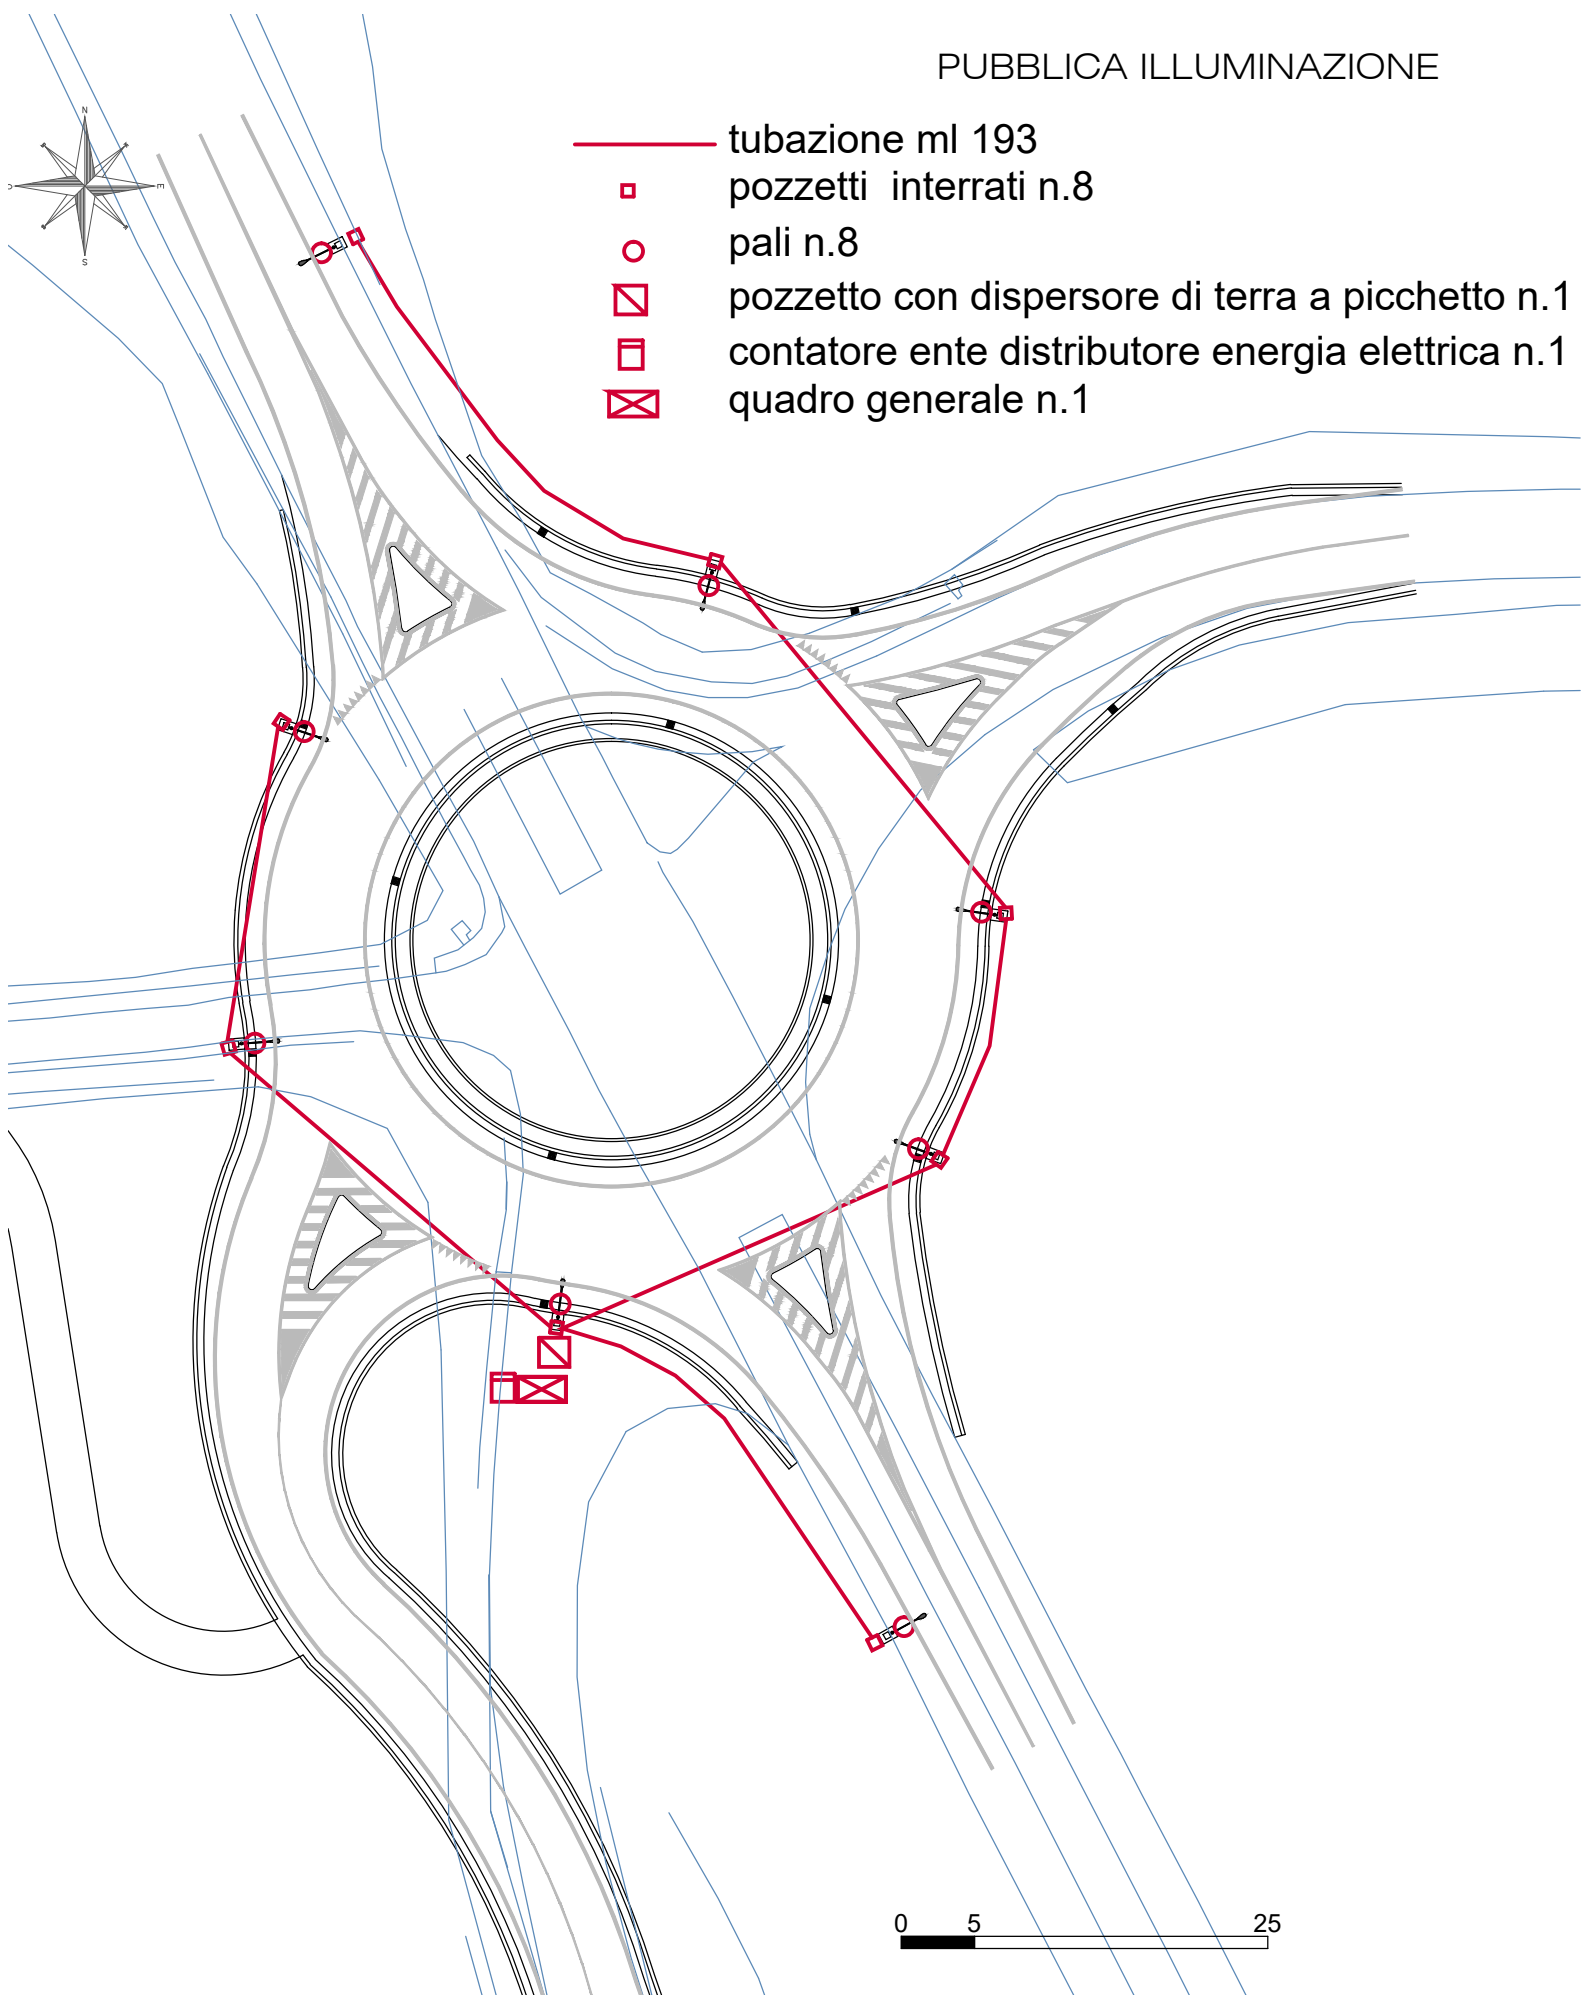 PUBBLICA ILLUMINAZIONE
tubazione ml 193
pozzetti interrati n.8
pali n.8
pozzetto con dispersore di terra a picchetto n.1
contatore ente distributore energia elettrica n.1
quadro generale n.1
N
O
E
S
0 5 25